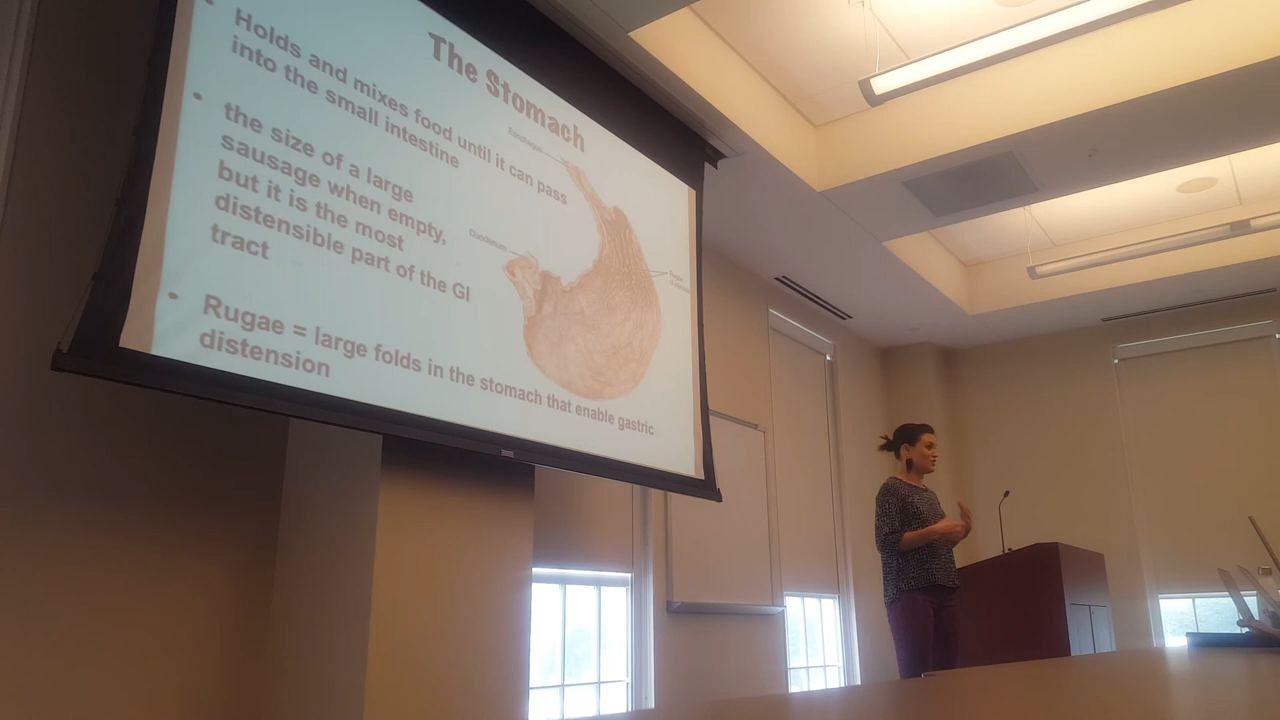 The Stomach
• Holds and mixes food until it can pass
into the small intestine
• the size of a large
sausage when empty,
but it is the most
distensible part of the GI
tract
• Rugae = large folds in the stomach that enable gastric
distension
Esophagus
Duodenum
Rugae